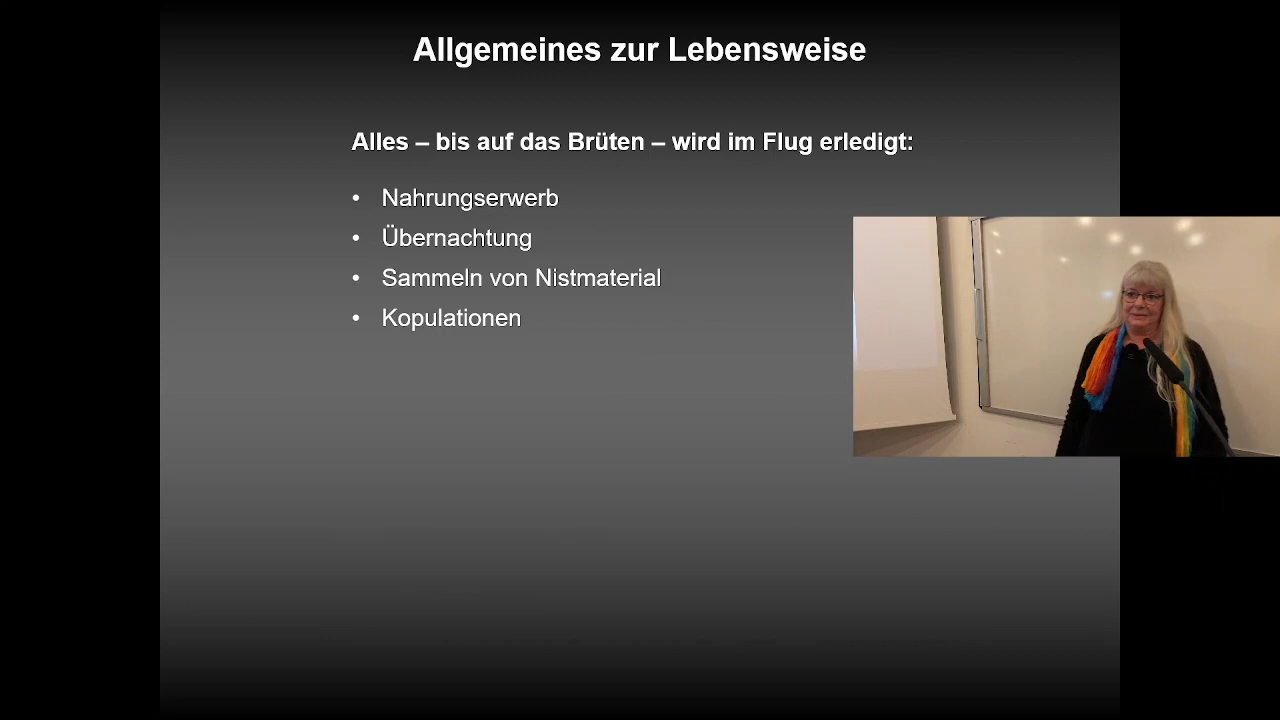 Allgemeines zur Lebensweise
Alles – bis auf das Brüten – wird im Flug erledigt:
• Nahrungserwerb
• Übernachtung
• Sammeln von Nistmaterial
• Kopulationen